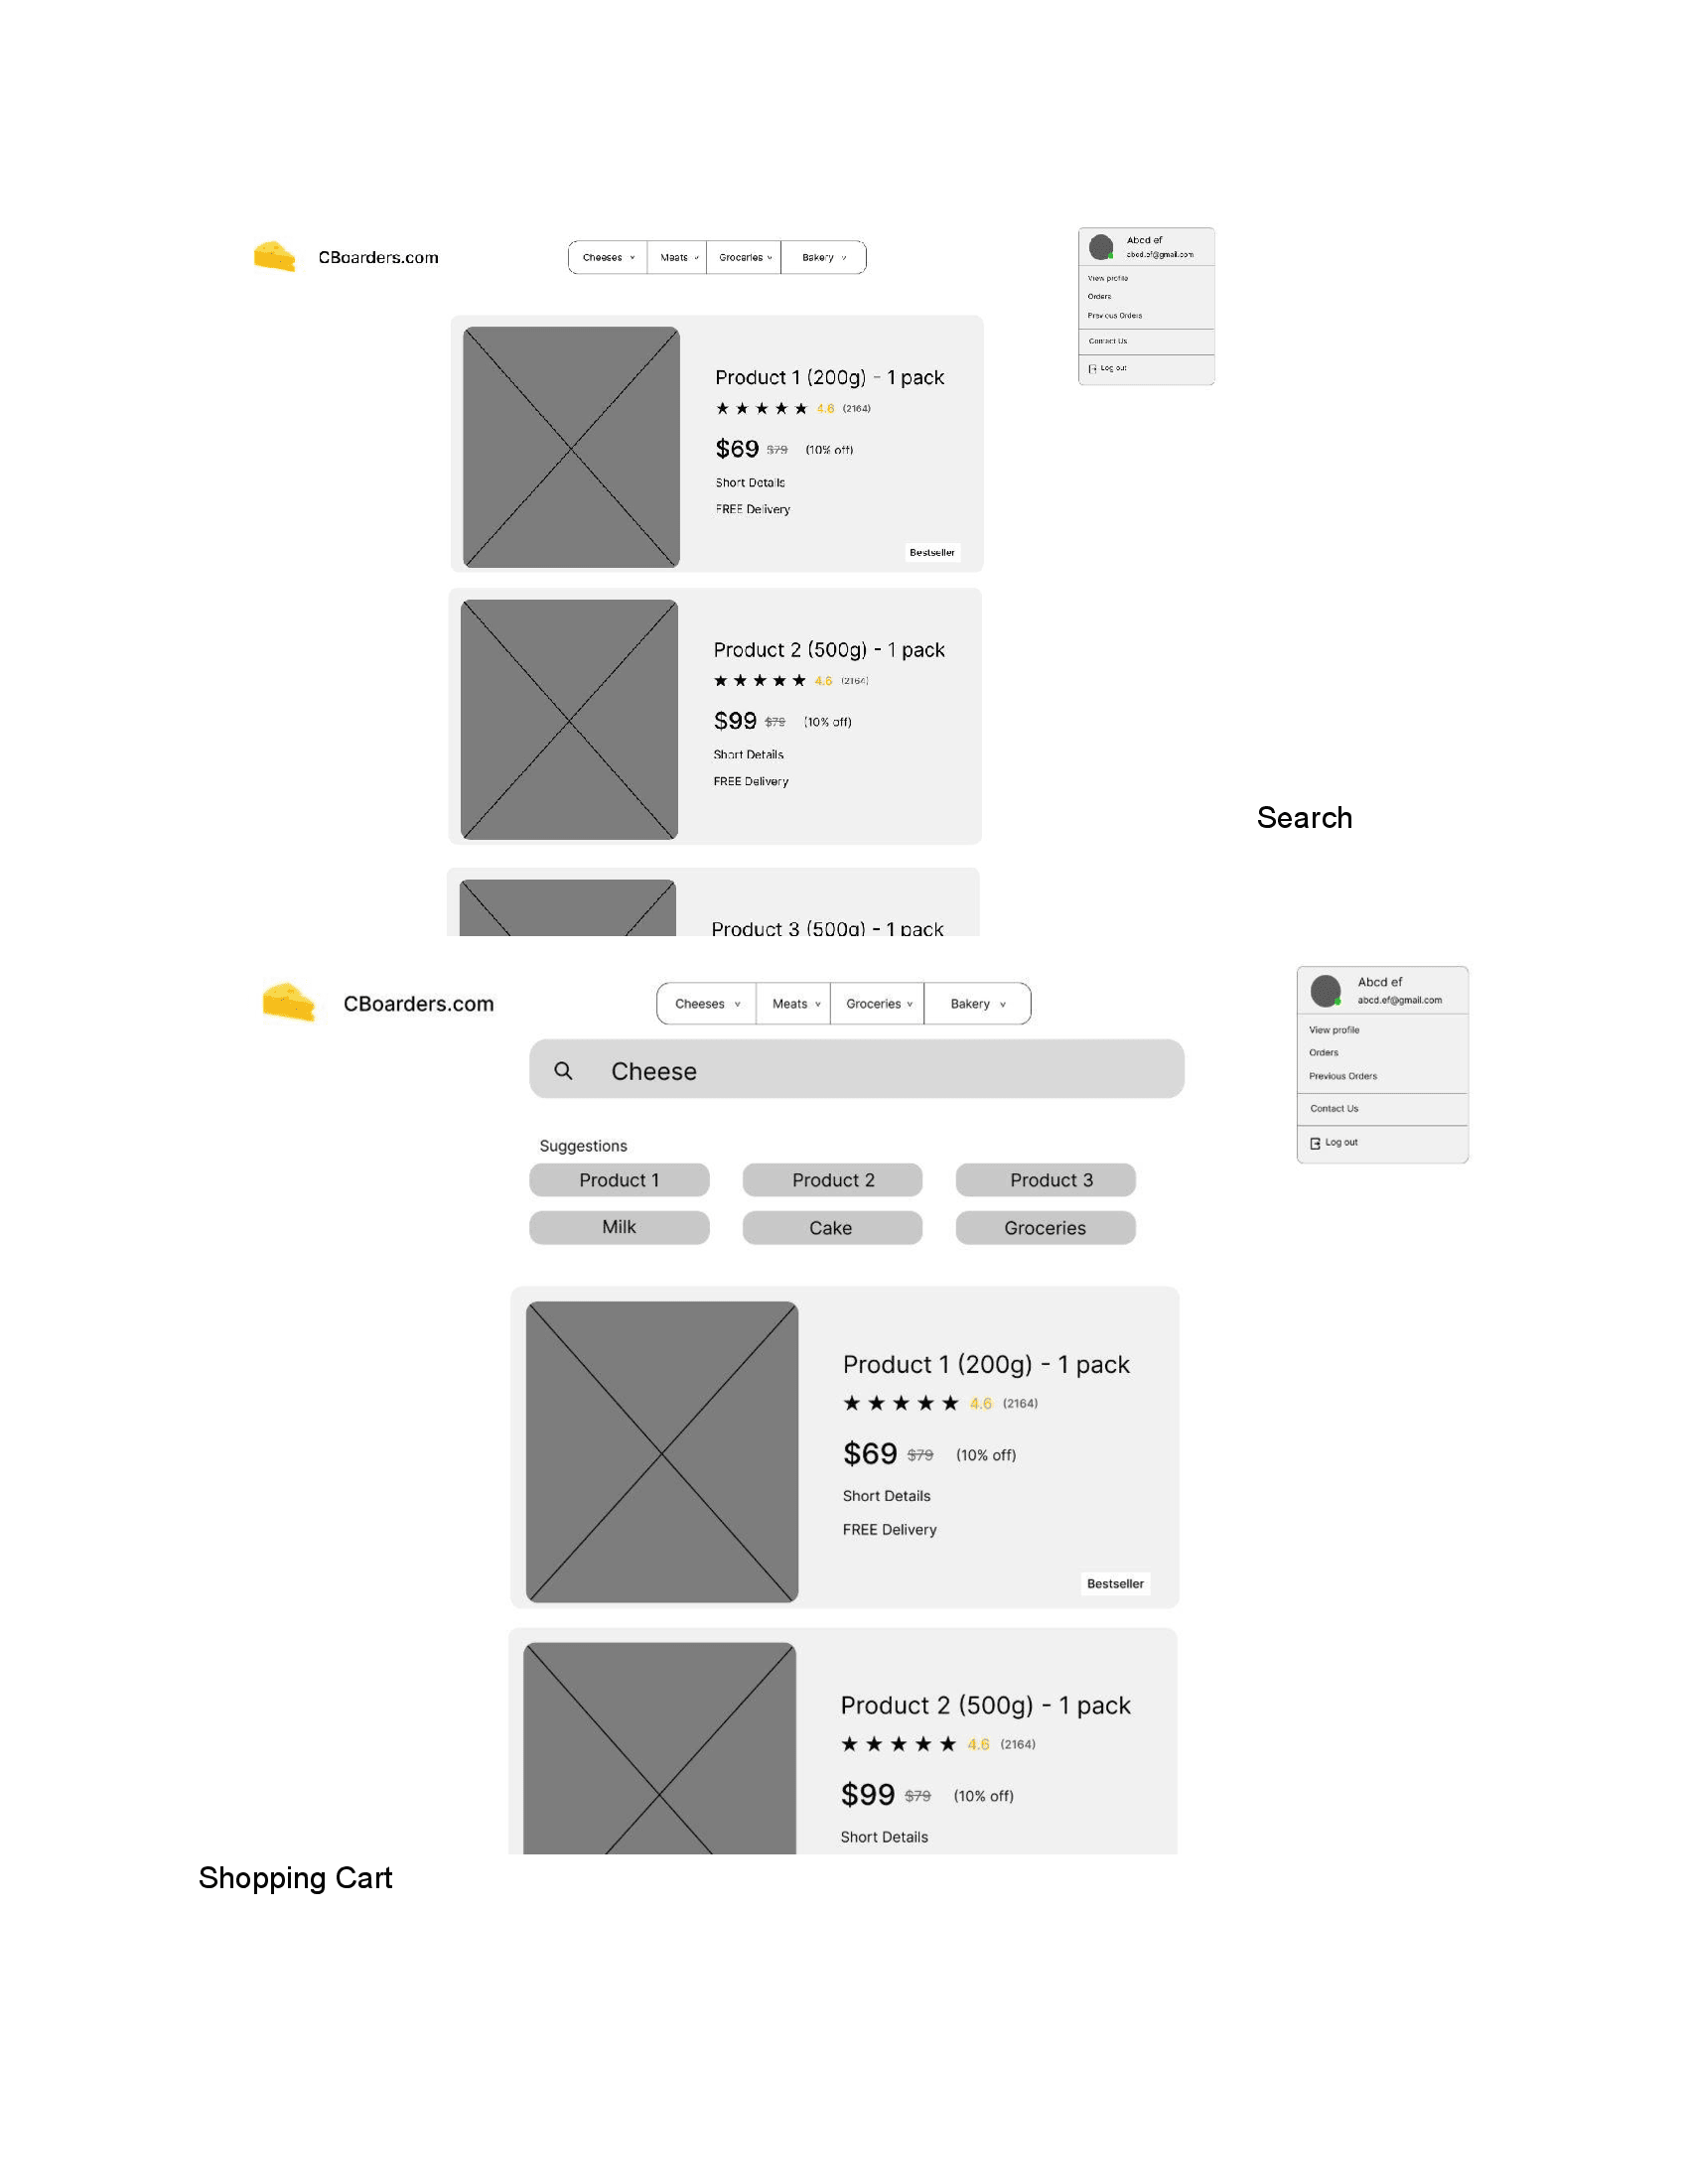 CBoarders.com
Cheeses ˅ Meats ˅ Groceries ˅ Bakery ˅
Abcd ef
abcd.ef@gmail.com
View profile
Orders
Previous Orders
Contact Us
Log out
Product 1 (200g) - 1 pack
★ ★ ★ ★ ★ 4.6 (2164)
$69 $79 (10% off)
Short Details
FREE Delivery
Bestseller
Product 2 (500g) - 1 pack
★ ★ ★ ★ ★ 4.6 (2164)
$99 $79 (10% off)
Short Details
FREE Delivery
Search
Product 3 (500g) - 1 pack
CBoarders.com
Cheeses ˅ Meats ˅ Groceries ˅ Bakery ˅
Abcd ef
abcd.ef@gmail.com
View profile
Orders
Previous Orders
Contact Us
Log out
Cheese
Suggestions
Product 1 Product 2 Product 3
Milk Cake Groceries
Product 1 (200g) - 1 pack
★ ★ ★ ★ ★ 4.6 (2164)
$69 $79 (10% off)
Short Details
FREE Delivery
Bestseller
Product 2 (500g) - 1 pack
★ ★ ★ ★ ★ 4.6 (2164)
$99 $79 (10% off)
Short Details
Shopping Cart